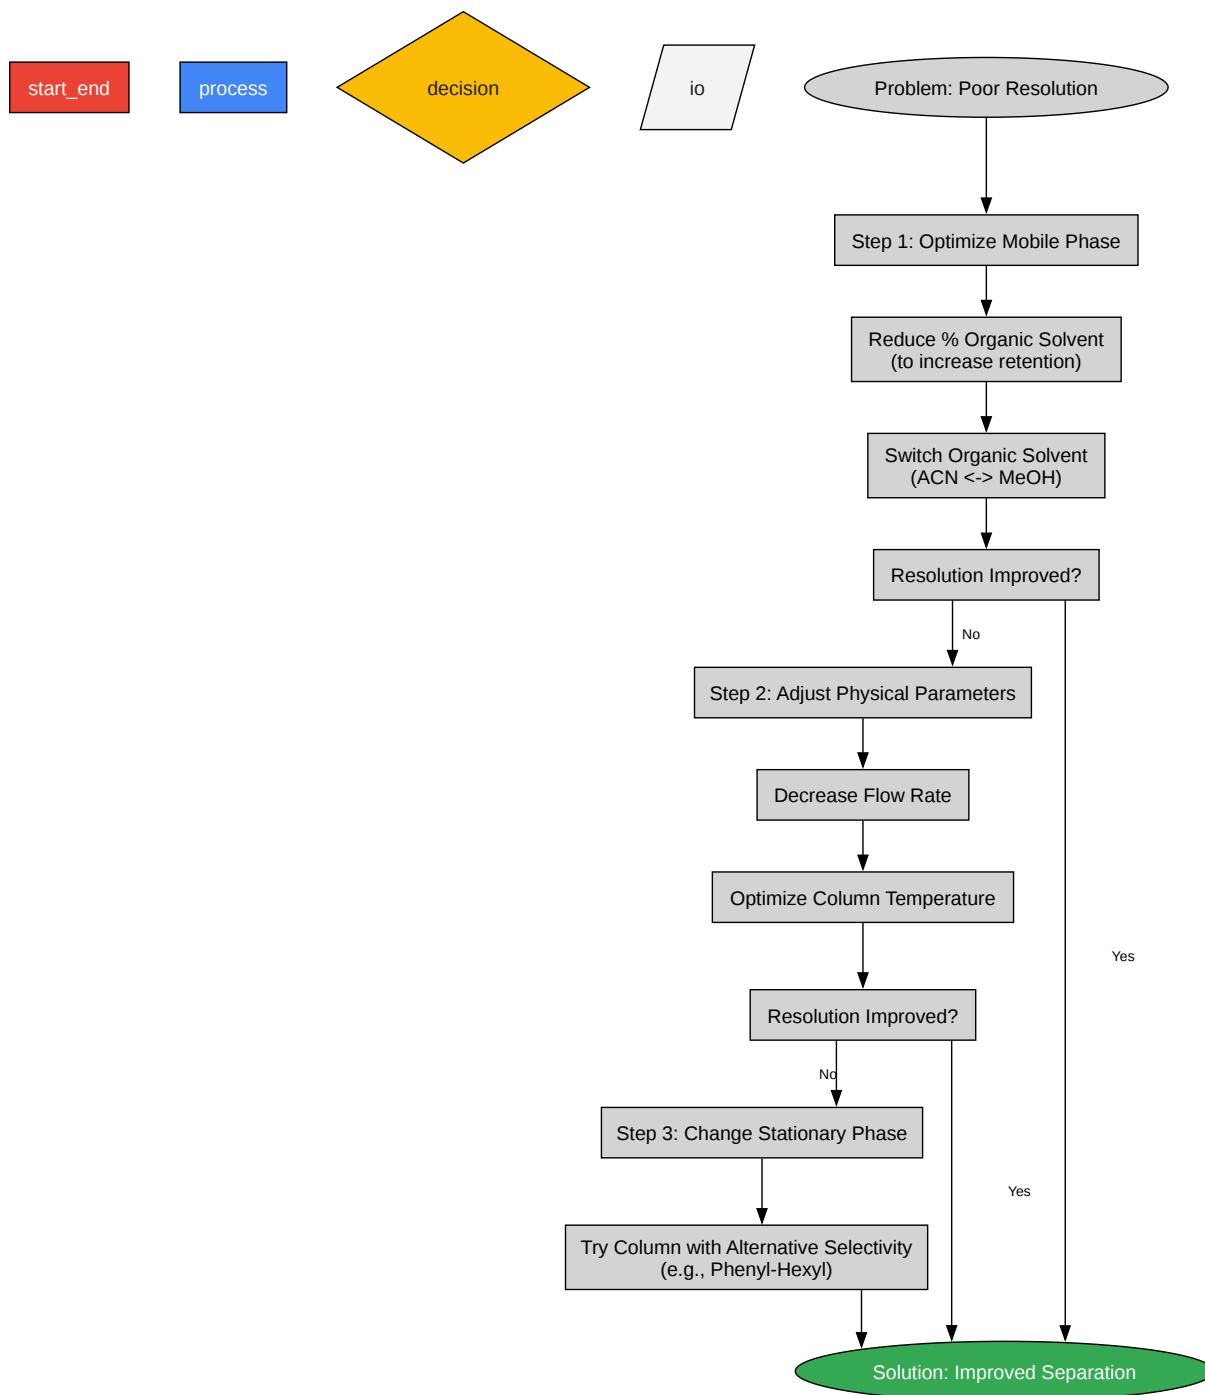 start_end
process
decision
io
Problem: Poor Resolution
Step 1: Optimize Mobile Phase
Reduce % Organic Solvent
(to increase retention)
Switch Organic Solvent
(ACN <-> MeOH)
Resolution Improved?
No
Step 2: Adjust Physical Parameters
Decrease Flow Rate
Optimize Column Temperature
Yes
Resolution Improved?
No
Step 3: Change Stationary Phase
Yes
Try Column with Alternative Selectivity
(e.g., Phenyl-Hexyl)
Solution: Improved Separation